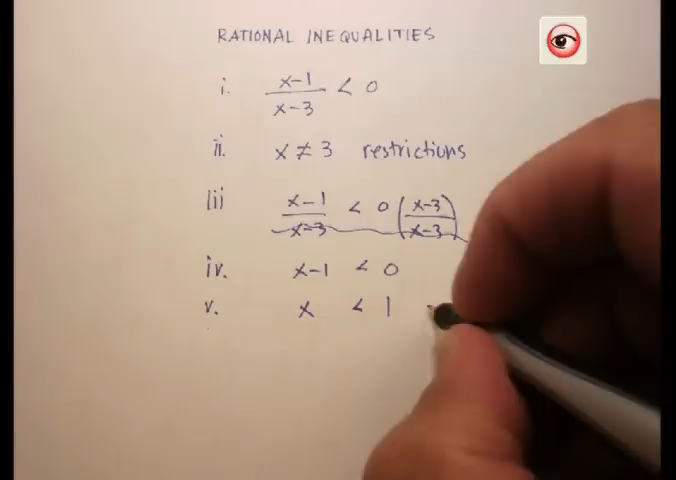 RATIONAL INEQUALITIES
i. x-1/x-3 < 0
ii. x ≠ 3 restrictions
iii x-1/x-3 < 0 (x-3/x-3)
iv. x-1 < 0
v. x < 1